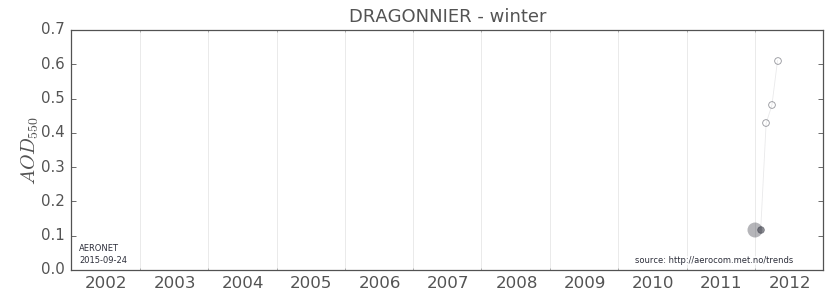 DRAGONNIER - winter
0.7
0.6
0.5
0.4
0.3
0.2
0.1
0.0
AOD550
AERONET
2015-09-24
source: http://aerocom.met.no/trends
2002 2003 2004 2005 2006 2007 2008 2009 2010 2011 2012